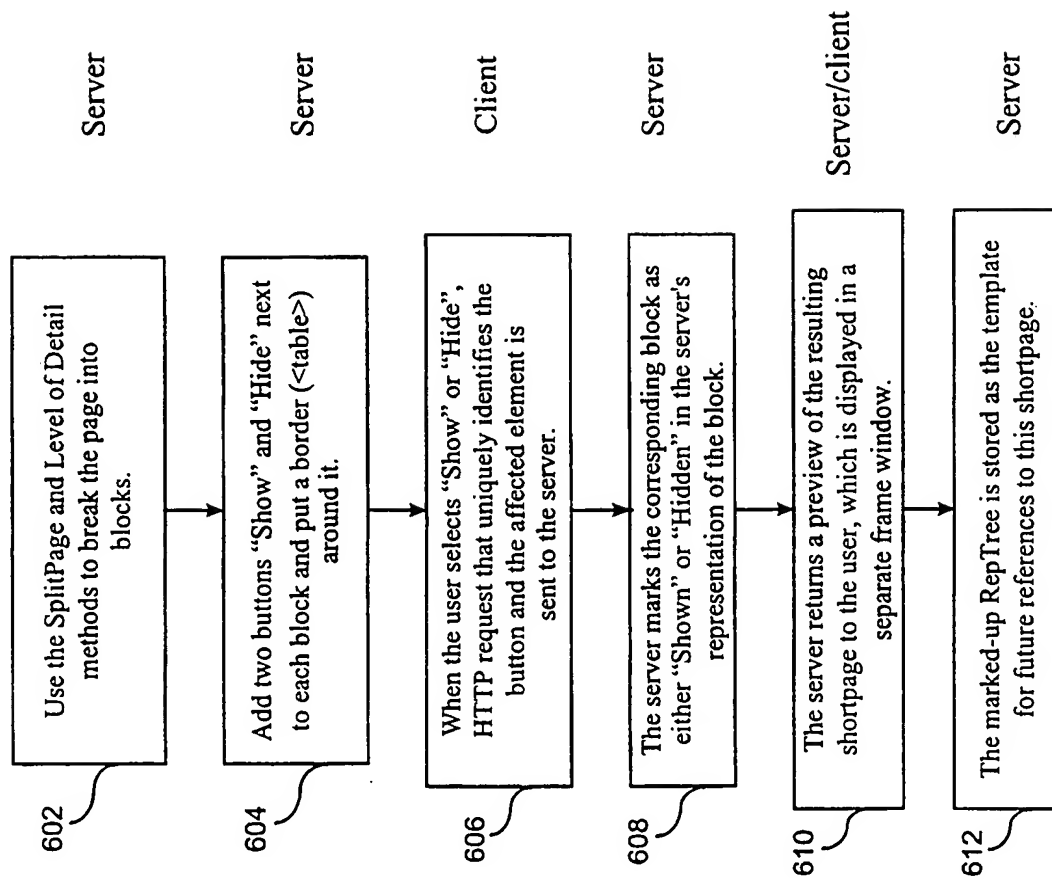 Use the SplitPage and Level of Detail
methods to break the page into
blocks.
Server
602
Add two buttons “Show” and “Hide” next
to each block and put a border (<table>)
around it.
Server
604
When the user selects “Show” or “Hide”,
HTTP request that uniquely identifies the
button and the affected element is
sent to the server.
Client
606
The server marks the corresponding block as
either “Shown” or “Hidden” in the server's
representation of the block.
Server
608
The server returns a preview of the resulting
shortpage to the user, which is displayed in a
separate frame window.
Server/client
610
The marked-up RepTree is stored as the template
for future references to this shortpage.
Server
612